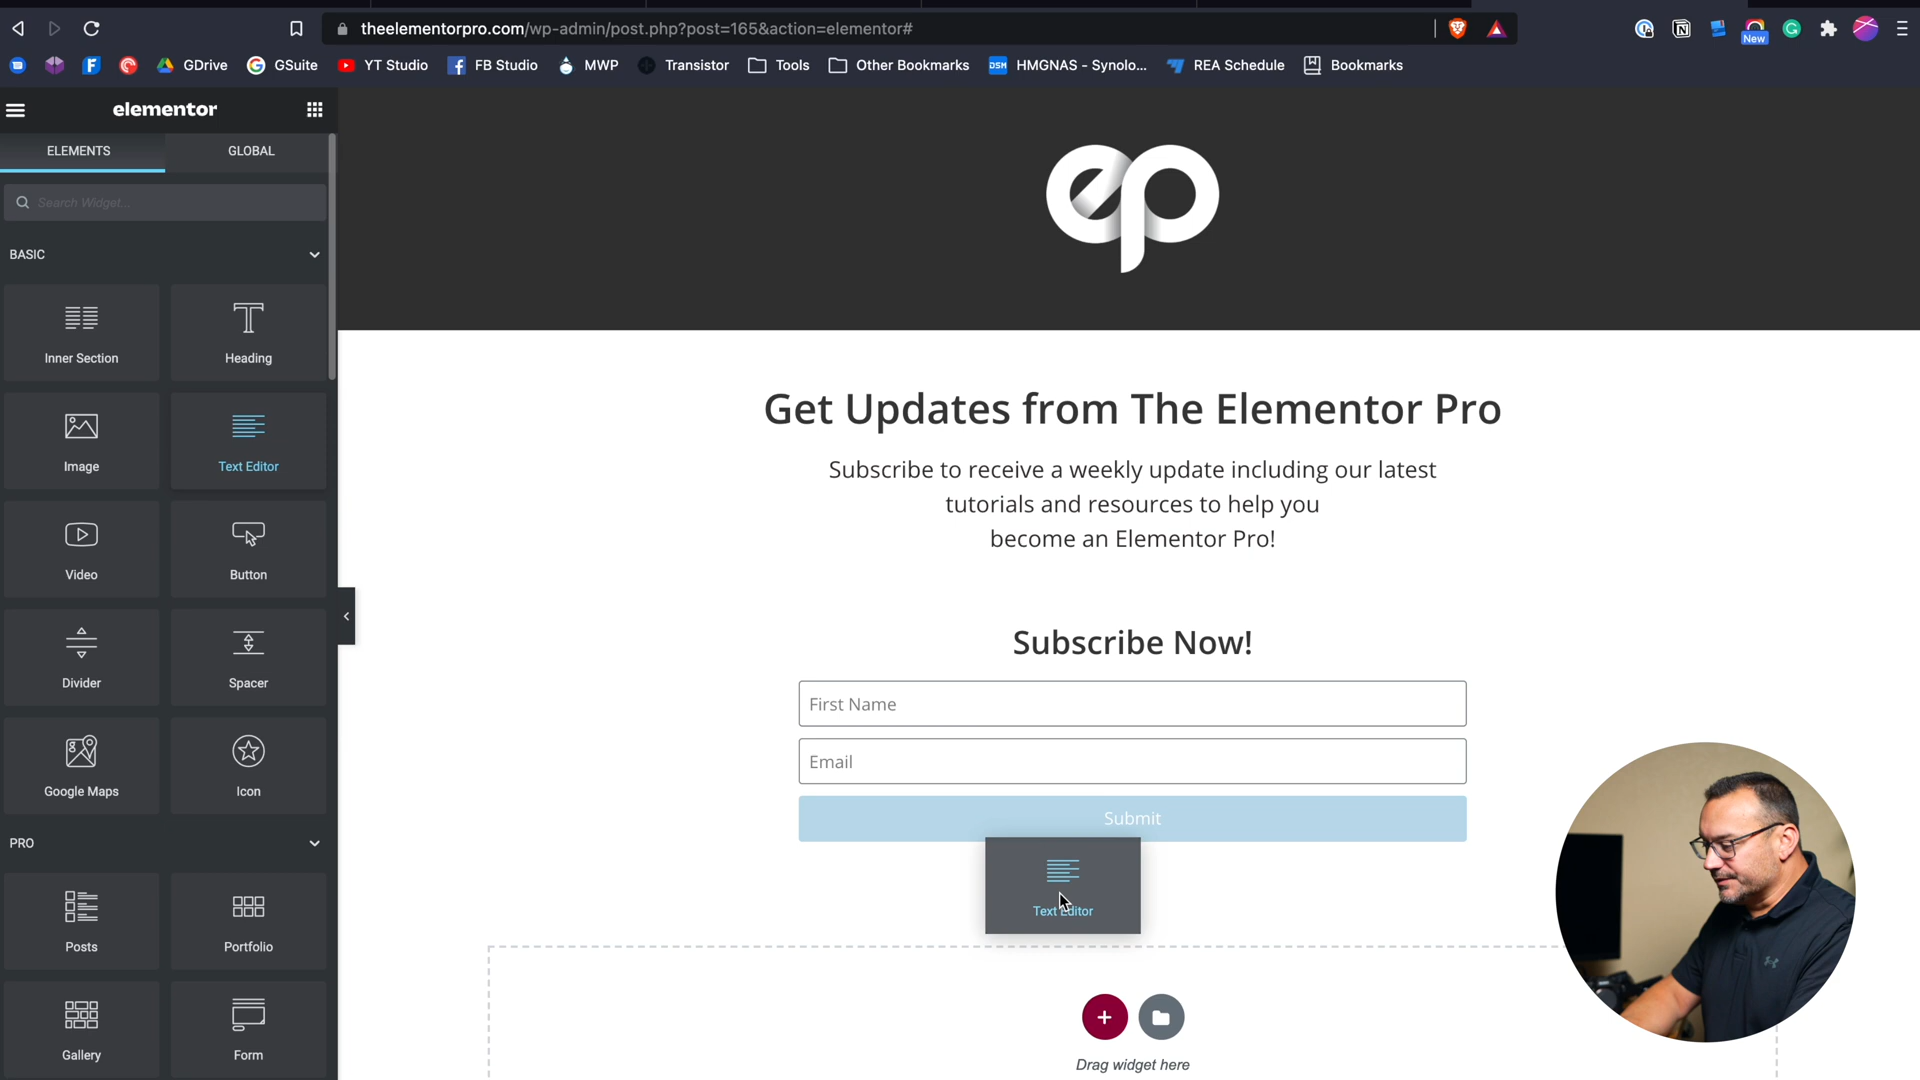 theelementorpro.com/wp-admin/post.php?post=165&action=elementor#
New
GDrive
GSuite
YT Studio
FB Studio
MWP
Transistor
Tools
Other Bookmarks
DSM
HMGNAS - Synolo...
REA Schedule
Bookmarks
elementor
ELEMENTS
GLOBAL
Search Widget...
BASIC
Inner Section
Heading
Image
Text Editor
Video
Button
Divider
Spacer
Google Maps
Icon
PRO
Posts
Portfolio
Gallery
Form
ep
Get Updates from The Elementor Pro
Subscribe to receive a weekly update including our latest
tutorials and resources to help you
become an Elementor Pro!
Subscribe Now!
First Name
Email
Submit
Text Editor
Drag widget here